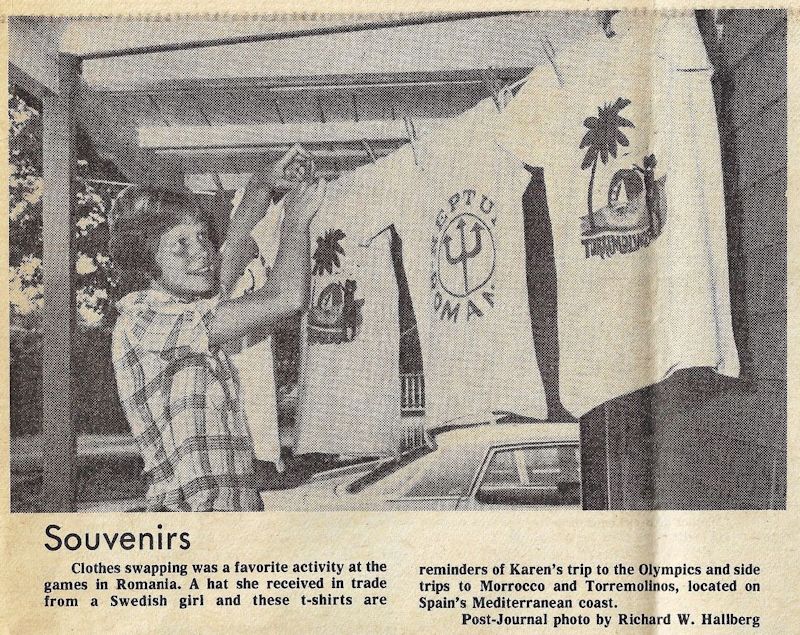 NEPTU
ROMAN
TORREMOLINOS
Souvenirs
Clothes swapping was a favorite activity at the
games in Romania. A hat she received in trade
from a Swedish girl and these t-shirts are
reminders of Karen's trip to the Olympics and side
trips to Morrocco and Torremolinos, located on
Spain's Mediterranean coast.
Post-Journal photo by Richard W. Hallberg